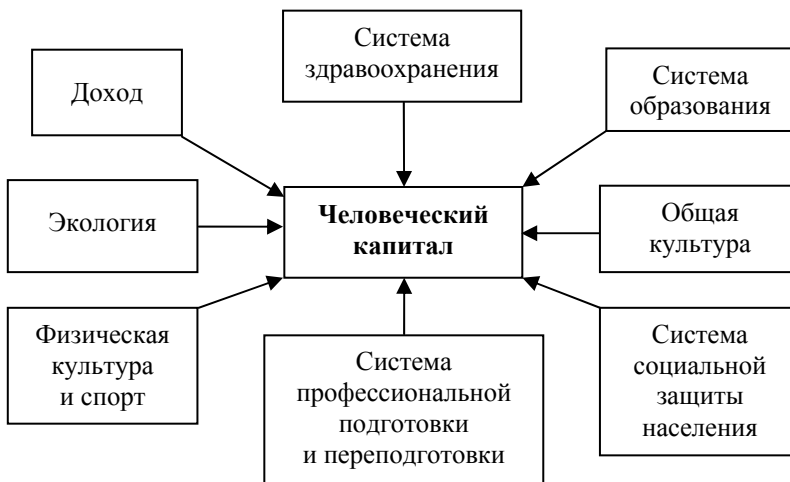 Система
здравоохранения
Доход
Система
образования
Экология
Человеческий
капитал
Общая
культура
Физическая
культура
и спорт
Система
профессиональной
подготовки
и переподготовки
Система
социальной
защиты
населения